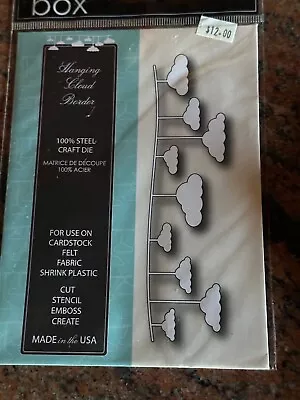 box
$12.00
Hanging
Cloud
Border
100% STEEL
CRAFT DIE
MATRICE DE DÉCOUPE
100% ACIER
FOR USE ON
CARDSTOCK
FELT
FABRIC
SHRINK PLASTIC
CUT
STENCIL
EMBOSS
CREATE
MADE in the USA